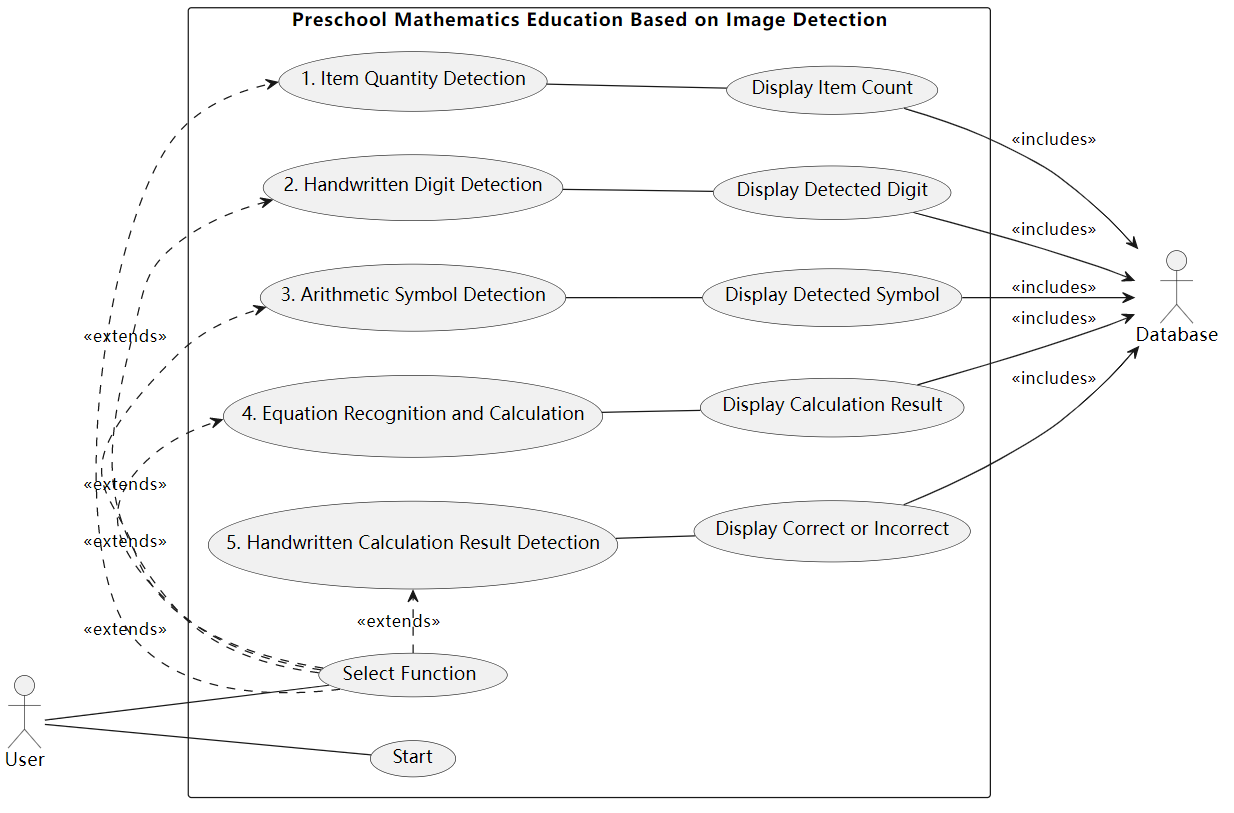 Preschool Mathematics Education Based on Image Detection
1. Item Quantity Detection
Display Item Count
«includes»
2. Handwritten Digit Detection
Display Detected Digit
«includes»
3. Arithmetic Symbol Detection
Display Detected Symbol
«includes»
«includes»
Database
«extends»
«includes»
4. Equation Recognition and Calculation
Display Calculation Result
«extends»
5. Handwritten Calculation Result Detection
Display Correct or Incorrect
«extends»
«extends»
«extends»
Select Function
User
Start